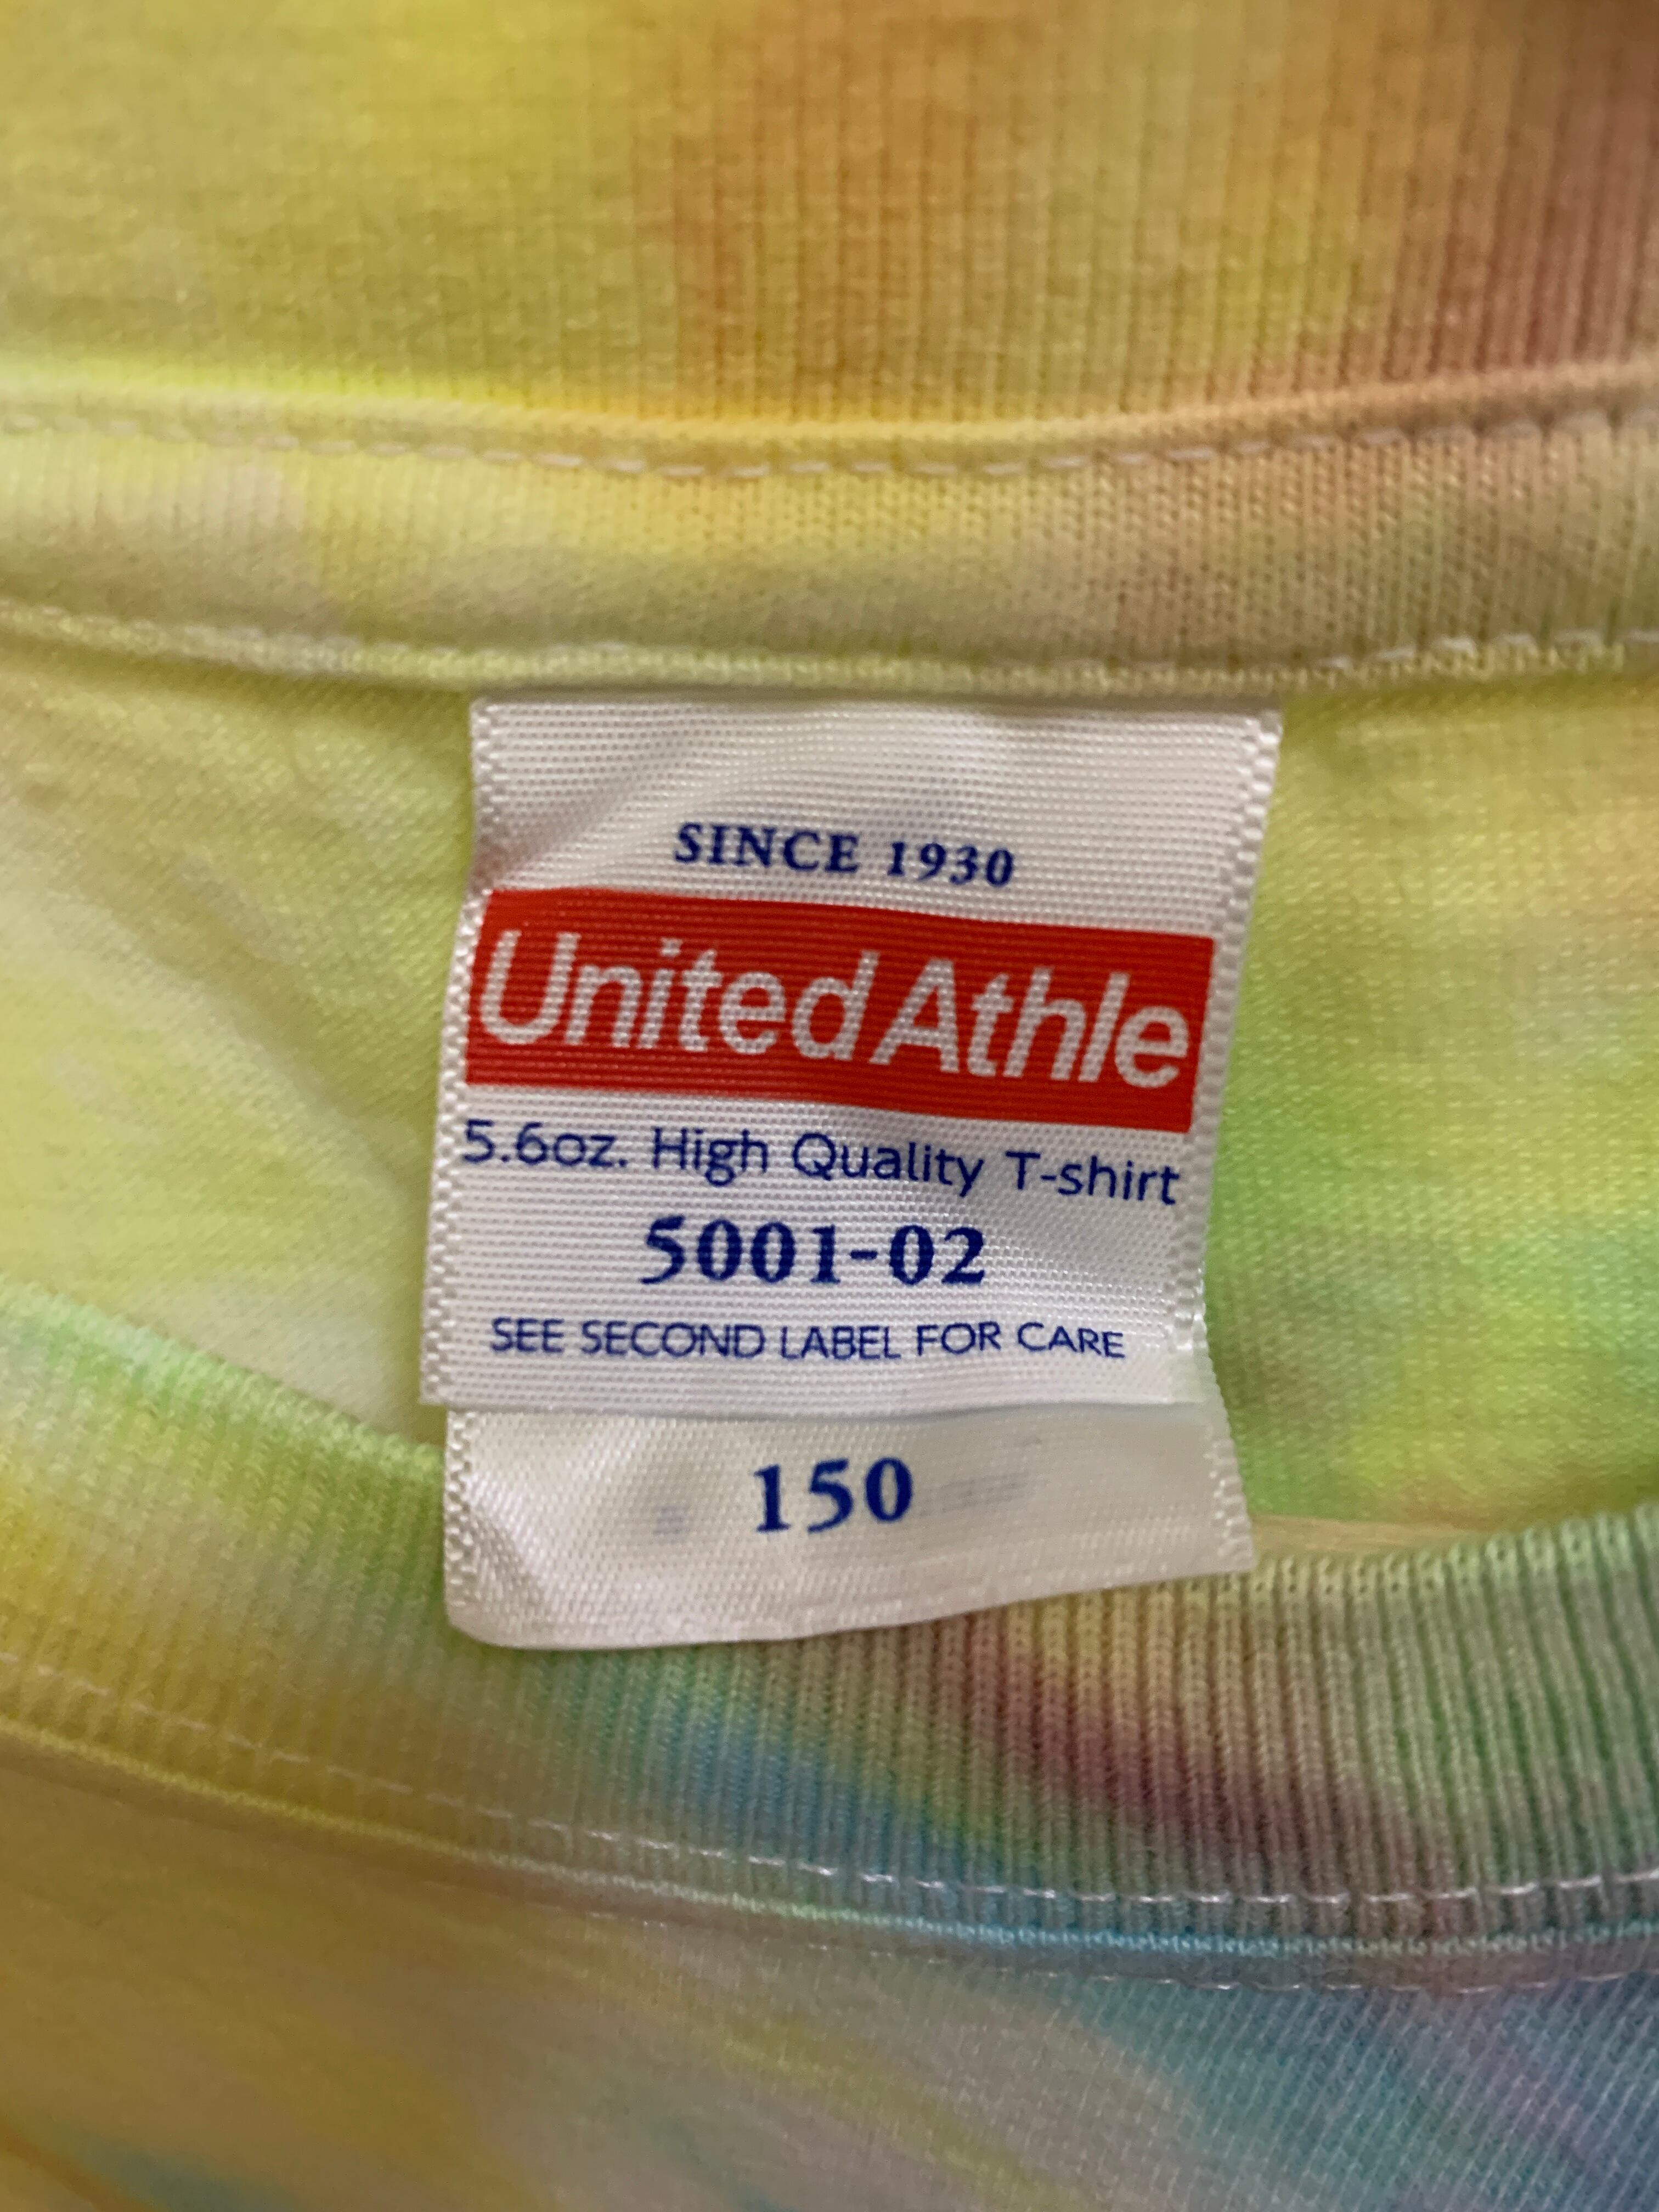 SINCE 1930
United Athle
5.6oz. High Quality T-shirt
5001-02
SEE SECOND LABEL FOR CARE
150